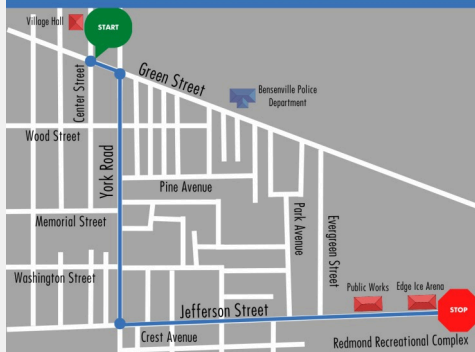 Village Hall
START
Center Street
Green Street
Bensenville Police
Department
Wood Street
York Road
Pine Avenue
Memorial Street
Park Avenue
Evergreen Street
Washington Street
Public Works
Edge Ice Arena
Jefferson Street
STOP
Crest Avenue
Redmond Recreational Complex